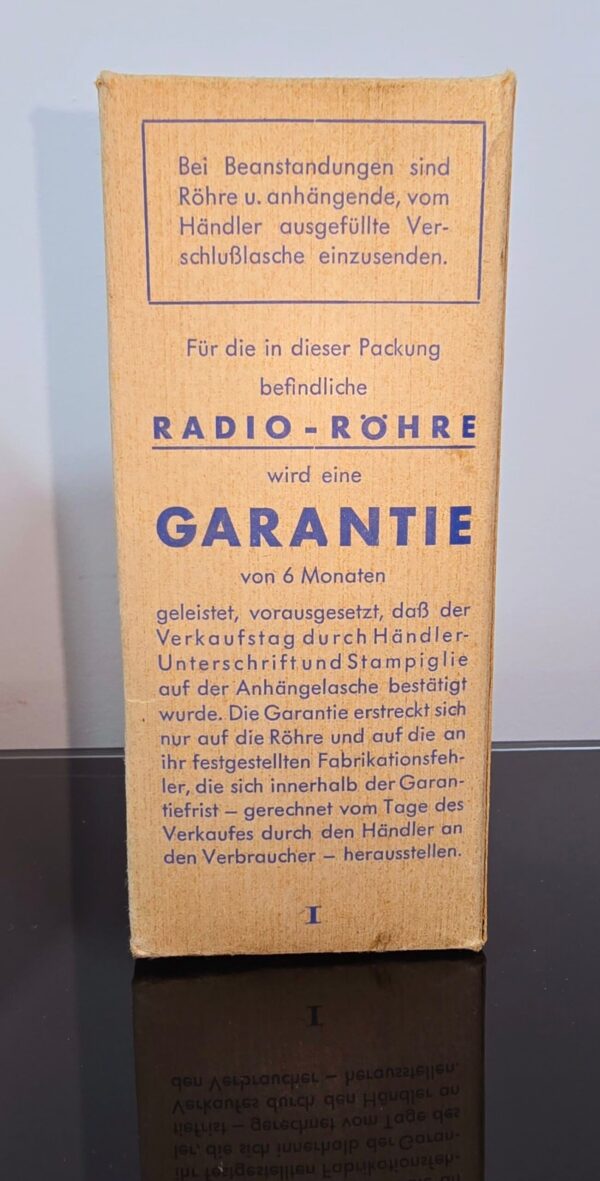 Bei Beanstandungen sind
Röhre u. anhängende, vom
Händler ausgefüllte Ver-
schlußlasche einzusenden.
Für die in dieser Packung
befindliche
RADIO-RÖHRE
wird eine
GARANTIE
von 6 Monaten
geleistet, vorausgesetzt, daß der
Verkaufstag durch Händler-
Unterschrift und Stampiglie
auf der Anhängelasche bestätigt
wurde. Die Garantie erstreckt sich
nur auf die Röhre und auf die an
ihr festgestellten Fabrikationsfeh-
ler, die sich innerhalb der Garan-
tiefrist – gerechnet vom Tage des
Verkaufes durch den Händler an
den Verbraucher – herausstellen.
I